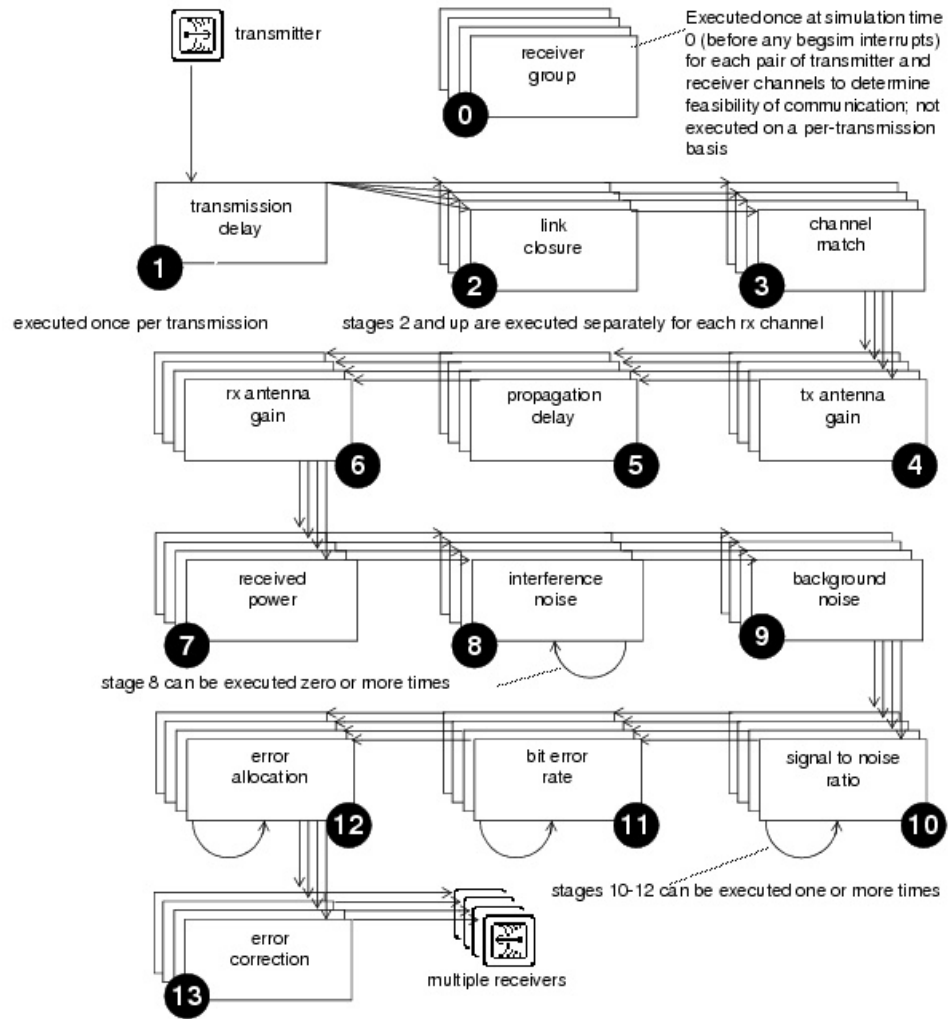 transmitter
receiver
group
0
Executed once at simulation time
0 (before any begsim interrupts)
for each pair of transmitter and
receiver channels to determine
feasibility of communication; not
executed on a per-transmission
basis
transmission
delay
1
link
closure
2
channel
match
3
executed once per transmission
stages 2 and up are executed separately for each rx channel
rx antenna
gain
6
propagation
delay
5
tx antenna
gain
4
received
power
7
interference
noise
8
background
noise
9
stage 8 can be executed zero or more times
error
allocation
12
bit error
rate
11
signal to noise
ratio
10
stages 10-12 can be executed one or more times
error
correction
13
multiple receivers